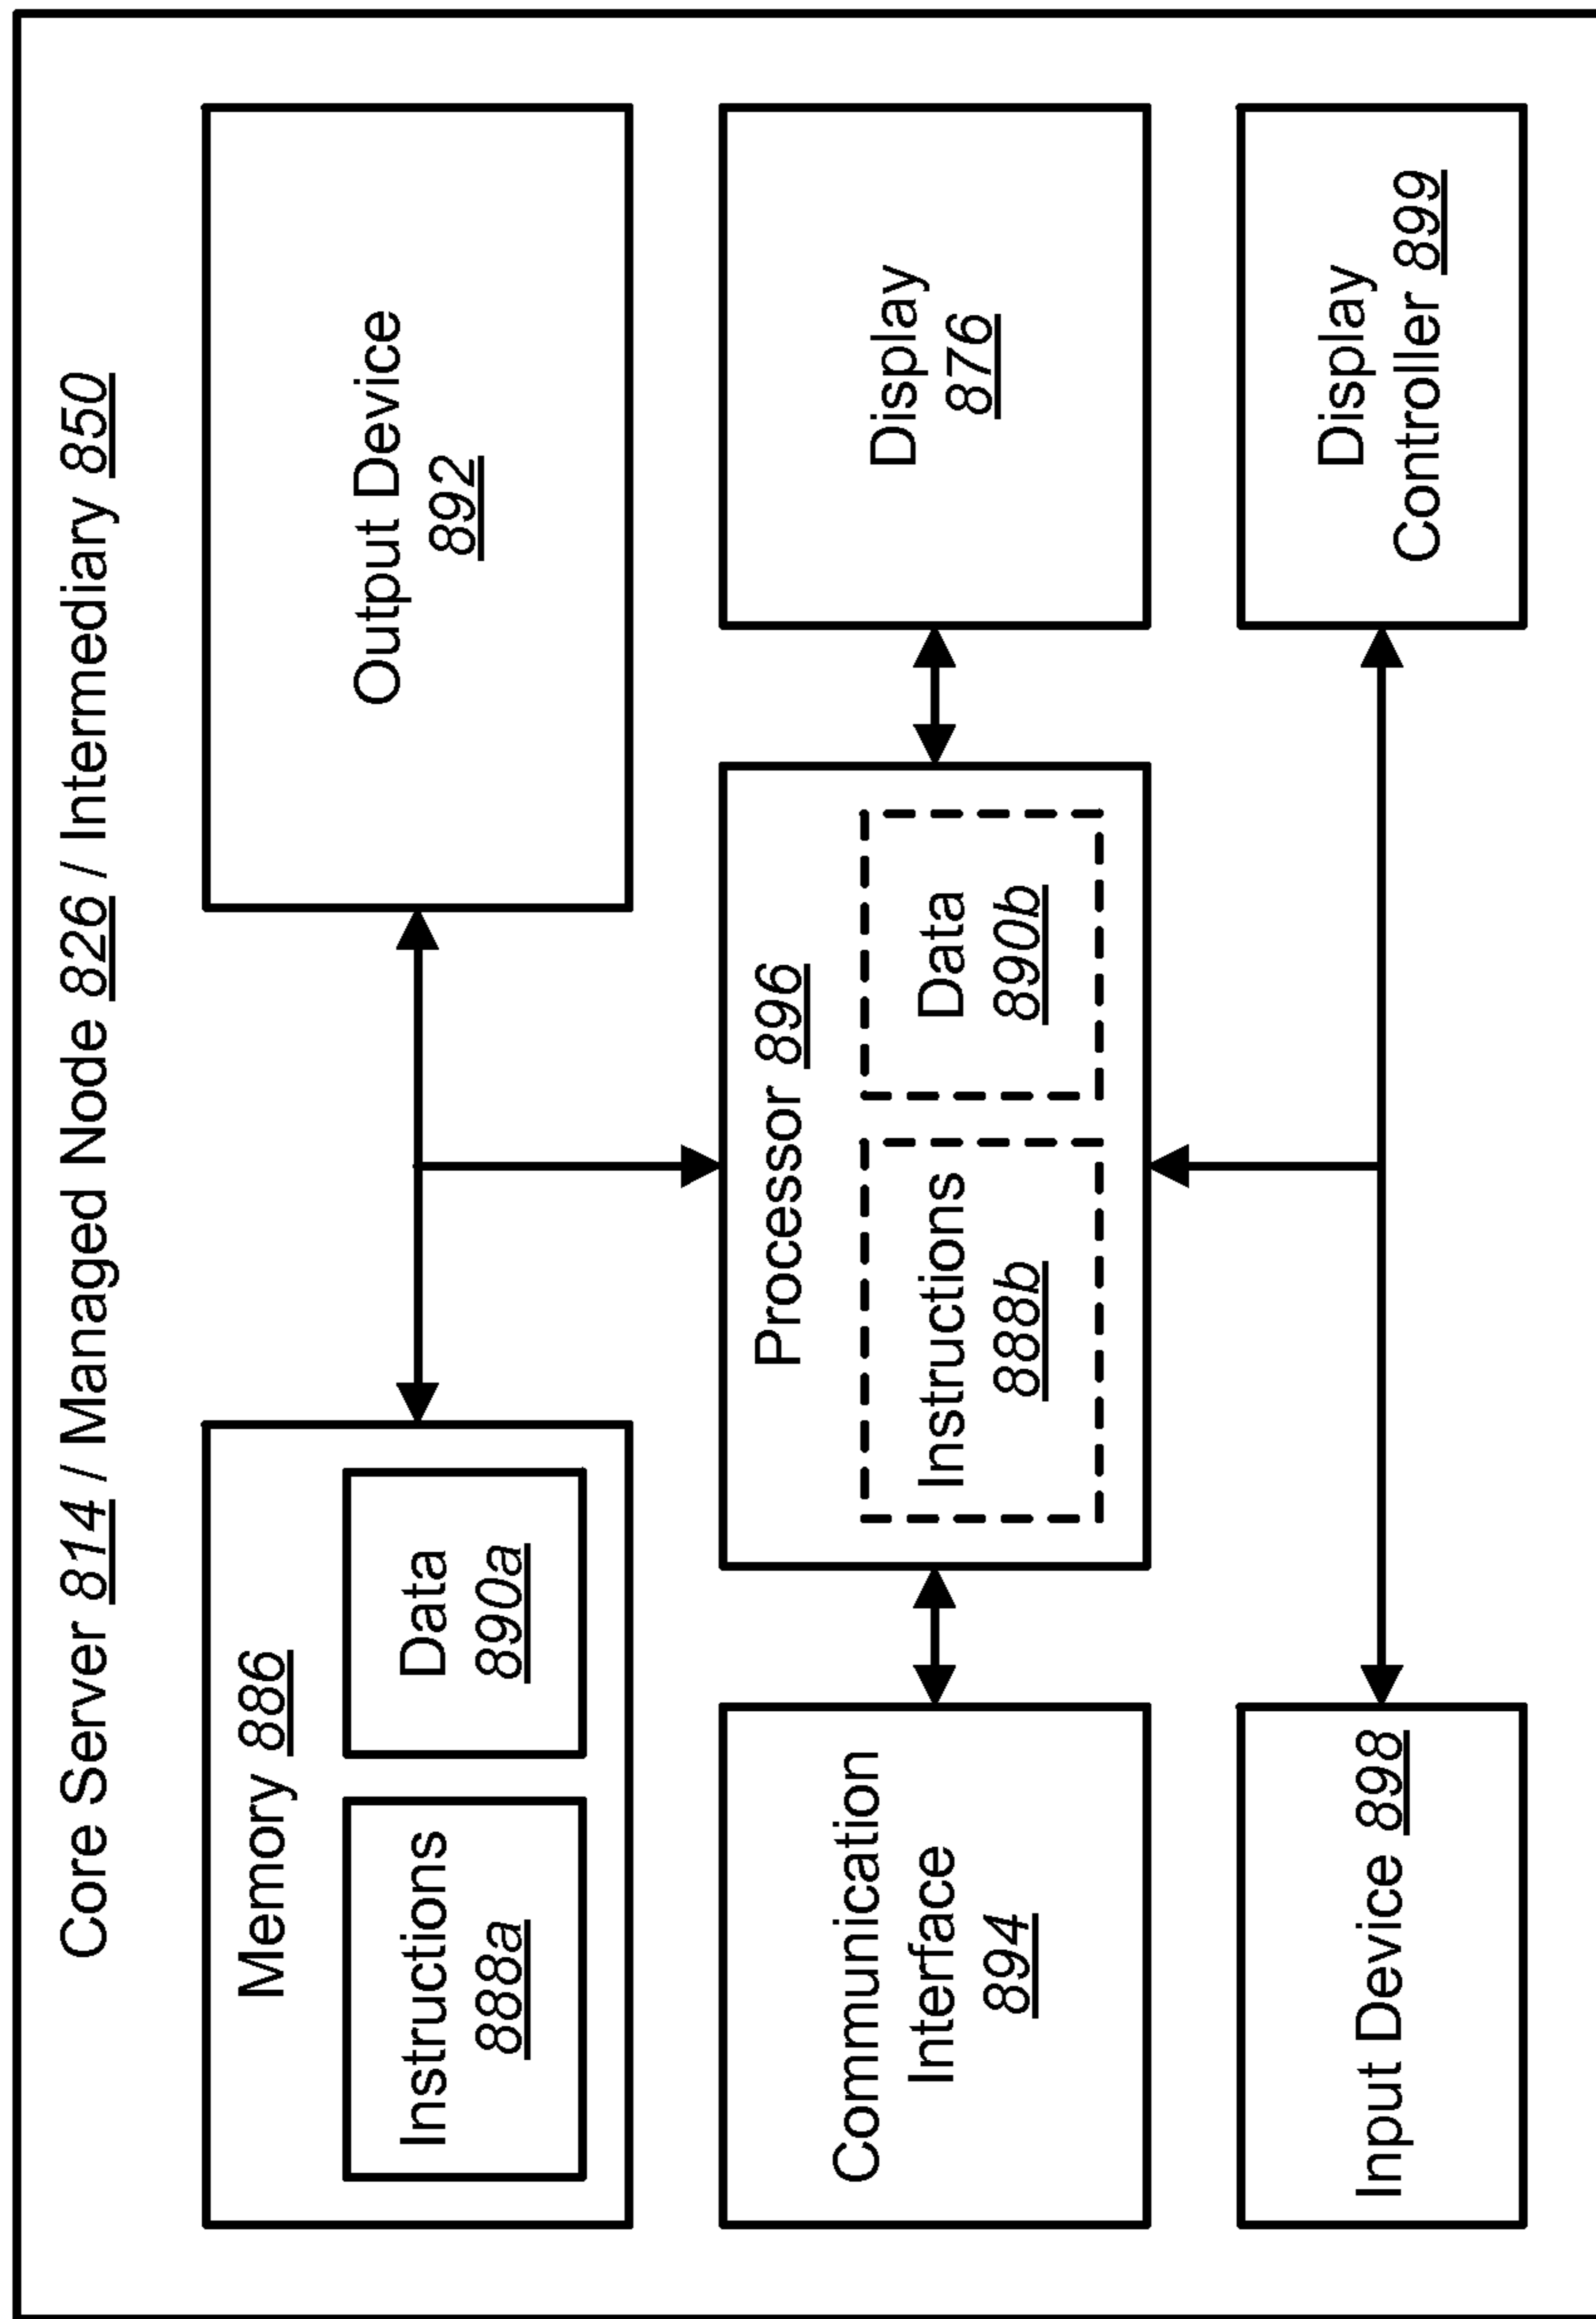 Core Server 814 / Managed Node 826 / Intermediary 850
Memory 886
Instructions
888a
Data
890a
Output Device
892
Communication
Interface
894
Processor 896
Instructions
888b
Data
890b
Display
876
Input Device 898
Display
Controller 899